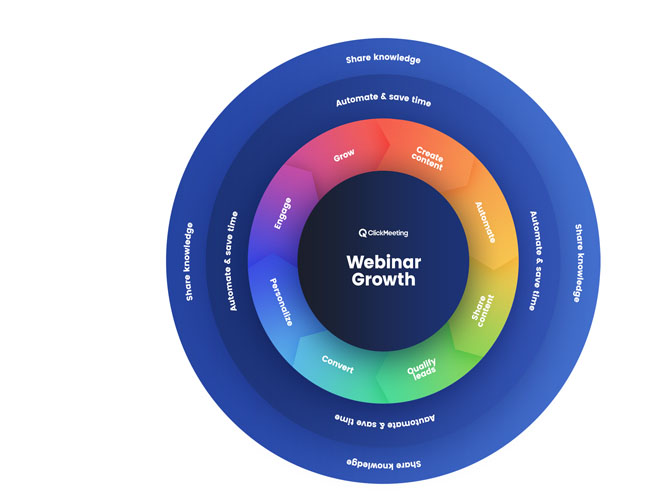 Share knowledge
Automate & save time
Grow
Create
content
Engage
Automate
Share knowledge
Automate & save time
ClickMeeting
Webinar
Growth
Automate & save time
Share knowledge
Personalize
Share
content
Convert
Qualify
leads
Aautomate & save time
Share knowledge